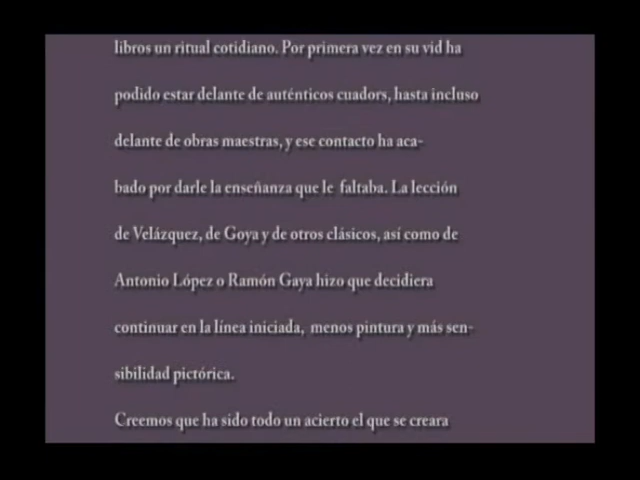 libros un ritual cotidiano. Por primera vez en su vid ha
podido estar delante de auténticos cuadors, hasta incluso
delante de obras maestras, y ese contacto ha aca-
bado por darle la enseñanza que le faltaba. La lección
de Velázquez, de Goya y de otros clásicos, así como de
Antonio López o Ramón Gaya hizo que decidiera
continuar en la línea iniciada, menos pintura y más sen-
sibilidad pictórica.
Creemos que ha sido todo un acierto el que se creara